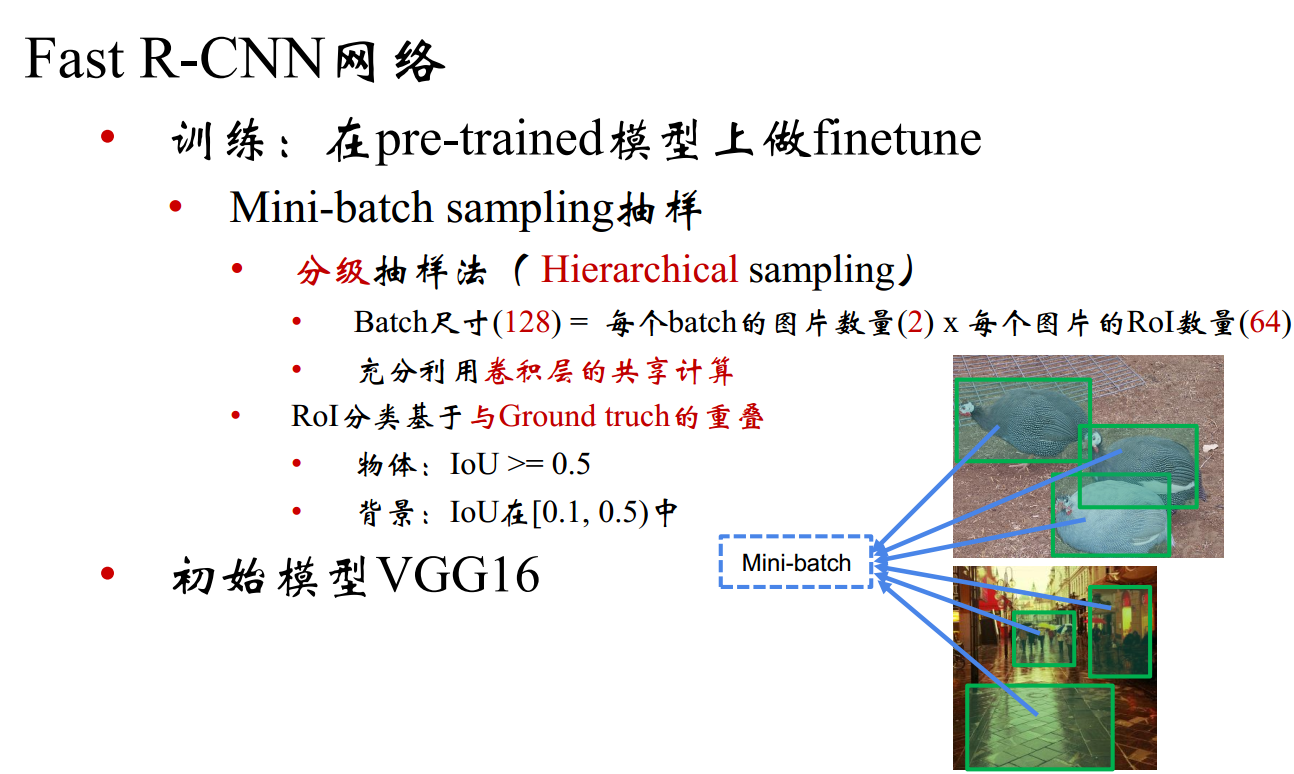 Fast R-CNN网络
• 训练：在pre-trained模型上做finetune
• Mini-batch sampling抽样
• 分级抽样法（Hierarchical sampling）
• Batch尺寸(128) = 每个batch的图片数量(2) x 每个图片的RoI数量(64)
• 充分利用卷积层的共享计算
• RoI分类基于与Ground truch的重叠
• 物体：IoU >= 0.5
• 背景：IoU在[0.1, 0.5)中
• 初始模型VGG16
Mini-batch